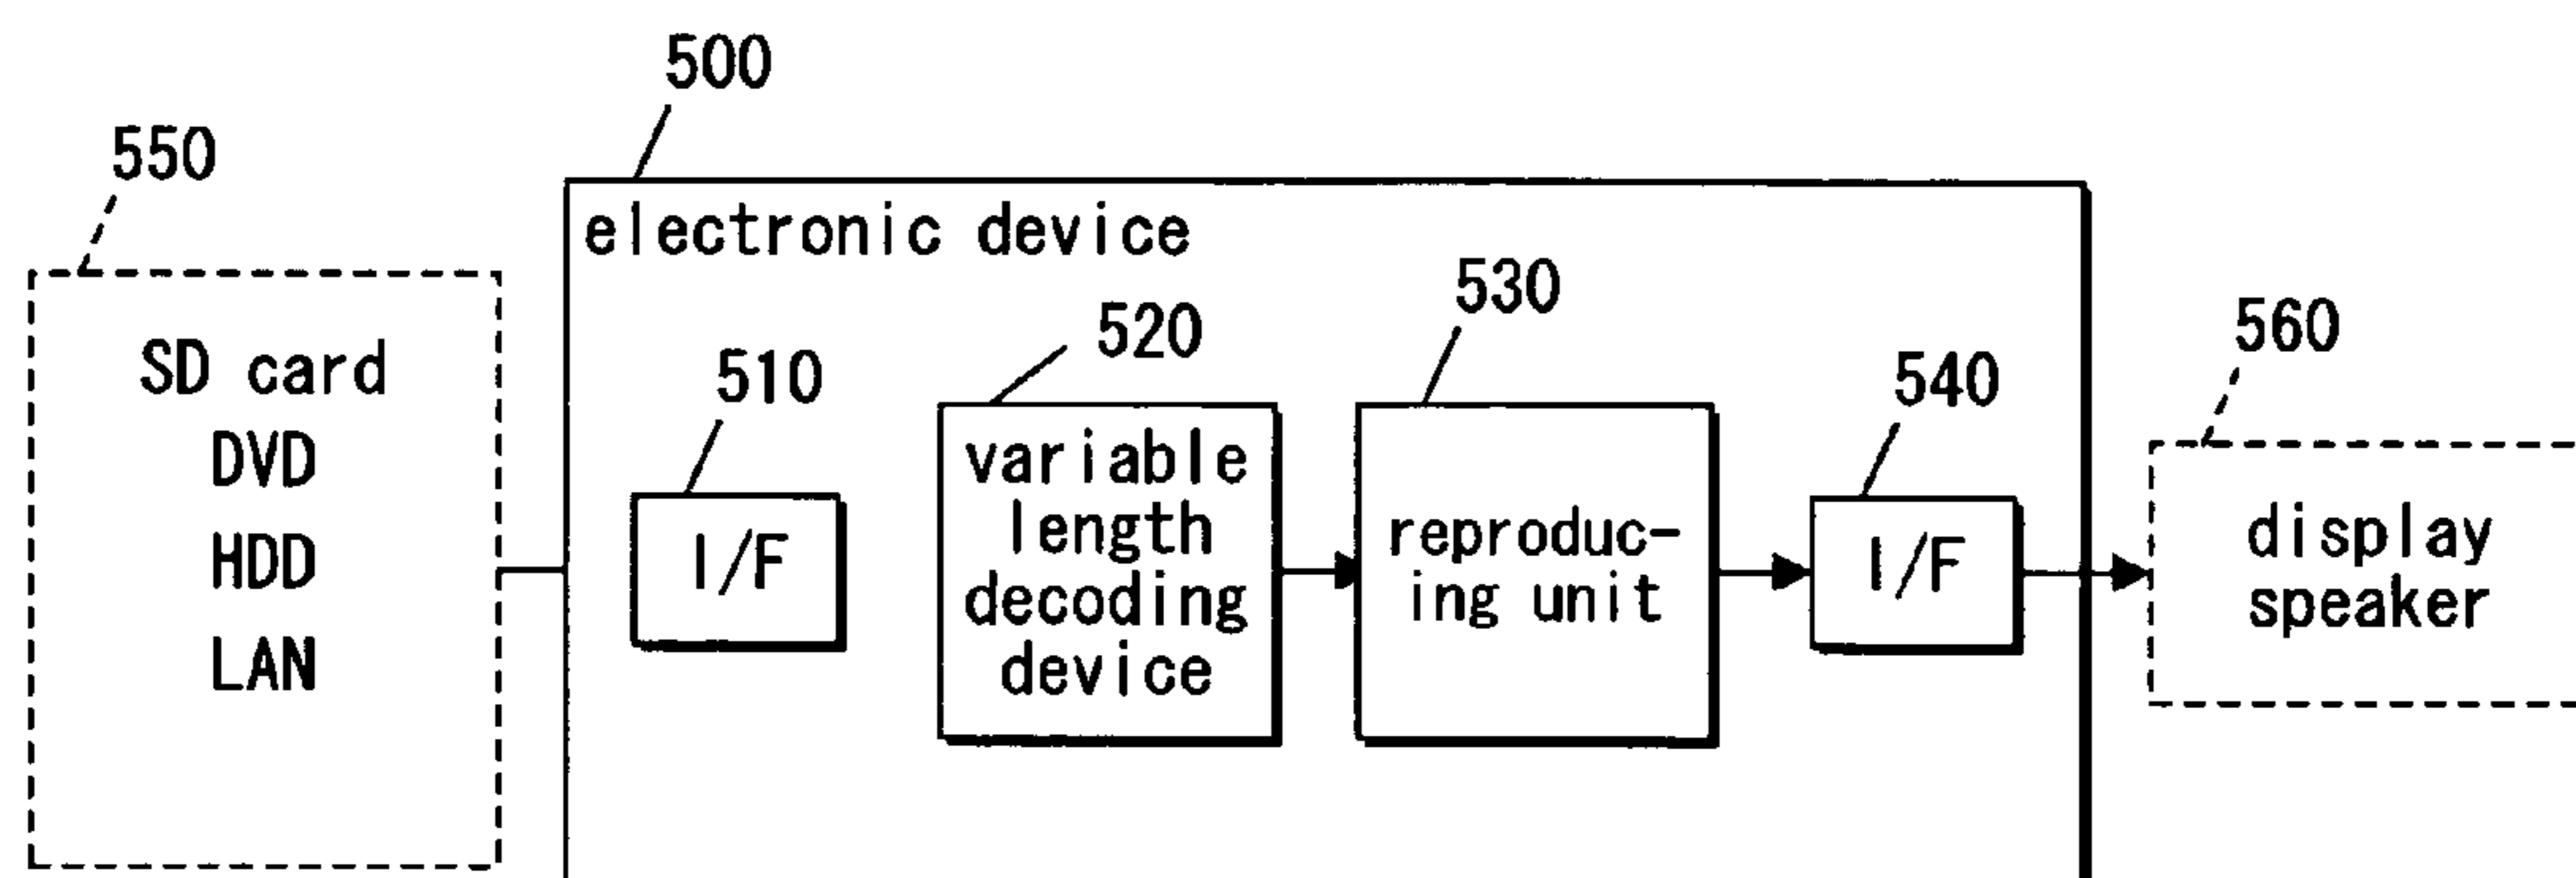 500
550
electronic device
530
520
560
510
540
SD card
DVD
HDD
LAN
I/F
variable
length
decoding
device
reproduc-
ing unit
I/F
display
speaker